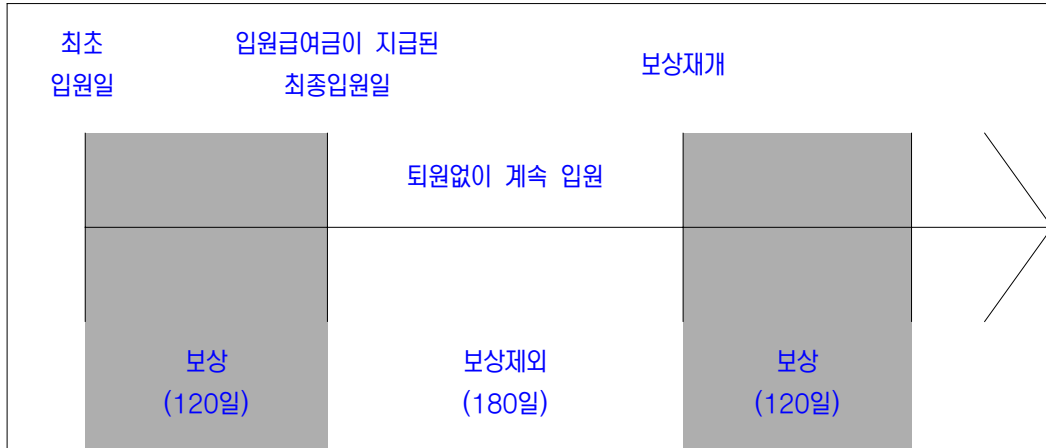 최초
입원일
입원급여금이 지급된
최종입원일
보상재개
퇴원없이 계속 입원
보상
(120일)
보상제외
(180일)
보상
(120일)